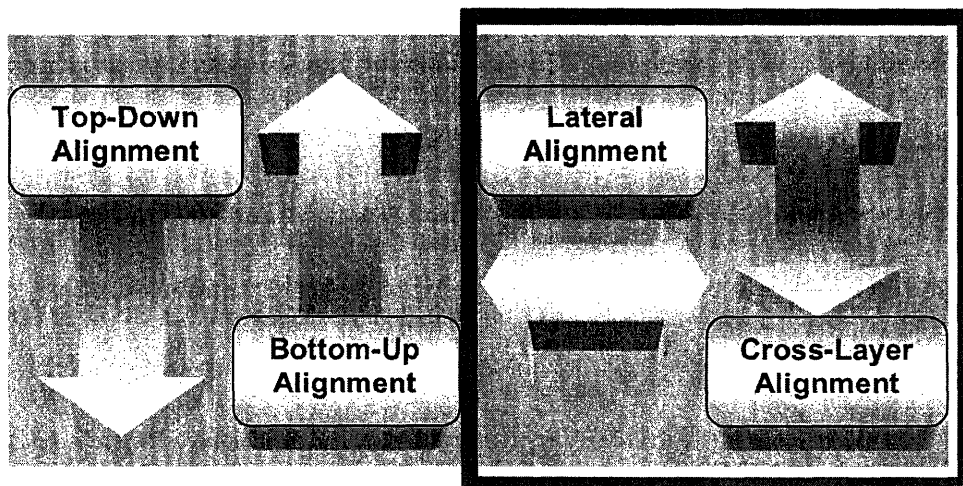 Top-Down
Alignment
Bottom-Up
Alignment
Lateral
Alignment
Cross-Layer
Alignment